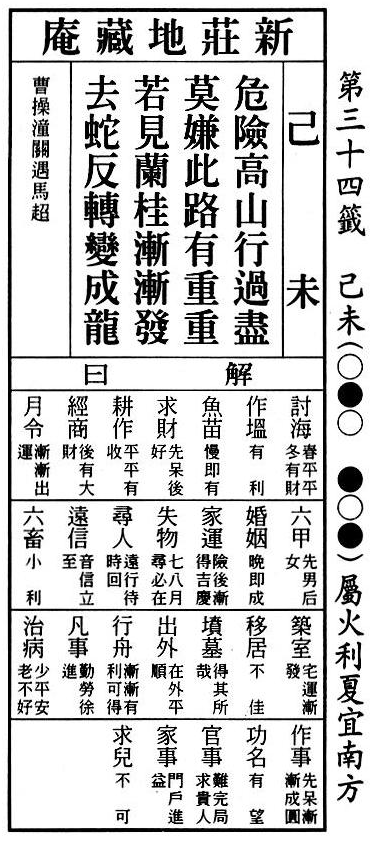 第三十四籤 己未(○●○ ●○●)屬火利夏宜南方
新莊地藏庵
己未
危險高山行過盡
莫嫌此路有重重
若見蘭桂漸漸發
去蛇反轉變成龍
曹操潼關遇馬超
解曰
討海 春平平冬有財
作塭 有利
魚苗 慢即有
求財 先呆後好
耕作 平平有收
經商 後有大財
月令 漸漸出運
六甲 先男后女
婚姻 晚即成
家運 險後漸得吉慶
失物 七八月尋必在
尋人 遠行待時回
遠信 音信立至
六畜 小利
築室 宅運漸發
移居 不佳
墳墓 得其所哉
出外 在外平順
行舟 漸漸有利可得
凡事 勤勞徐進
治病 少平安老不好
作事 先呆漸成圓
功名 有望
官事 難完局求貴人
家事 門戶進益
求兒 不可